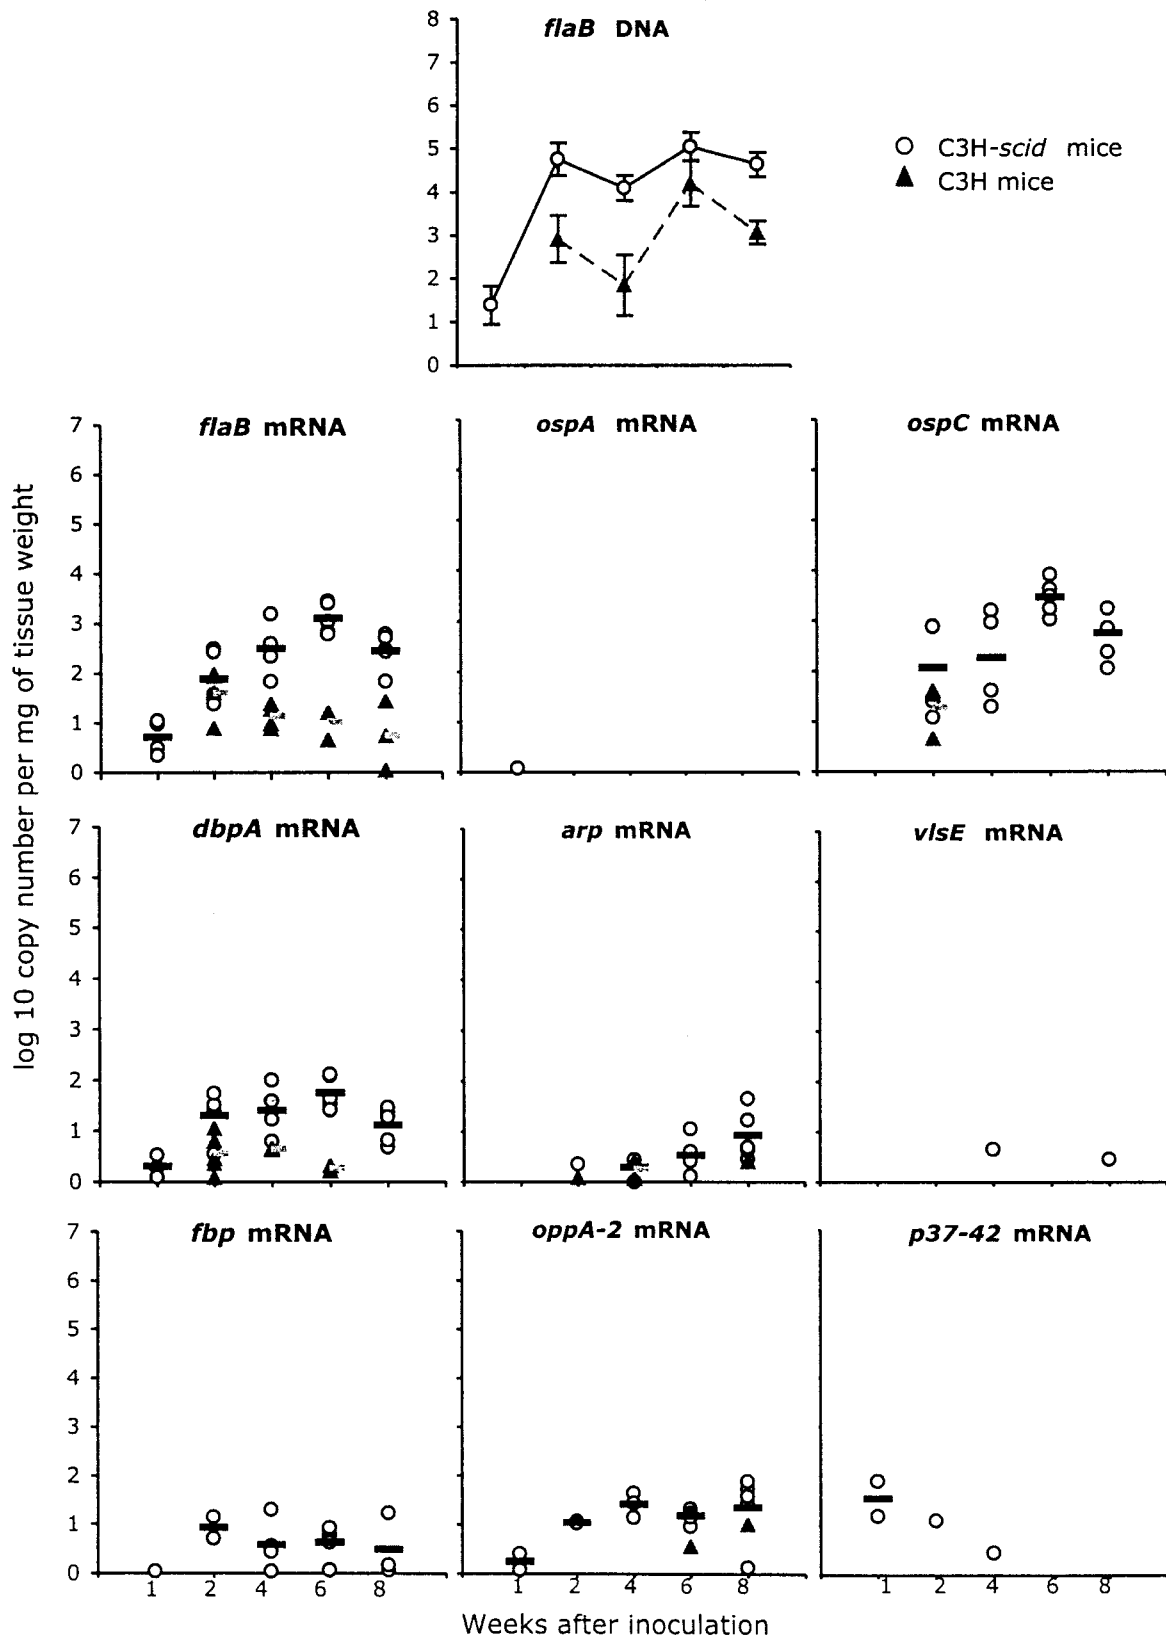 flaB DNA
8
7
6
5
4
3
2
1
0
C3H-scid mice
C3H mice
log 10 copy number per mg of tissue weight
flaB mRNA
ospA mRNA
ospC mRNA
7
6
5
4
3
2
1
0
dbpA mRNA
arp mRNA
vlsE mRNA
7
6
5
4
3
2
1
0
fbp mRNA
oppA-2 mRNA
p37-42 mRNA
7
6
5
4
3
2
1
0
1 2 4 6 8
1 2 4 6 8
1 2 4 6 8
Weeks after inoculation